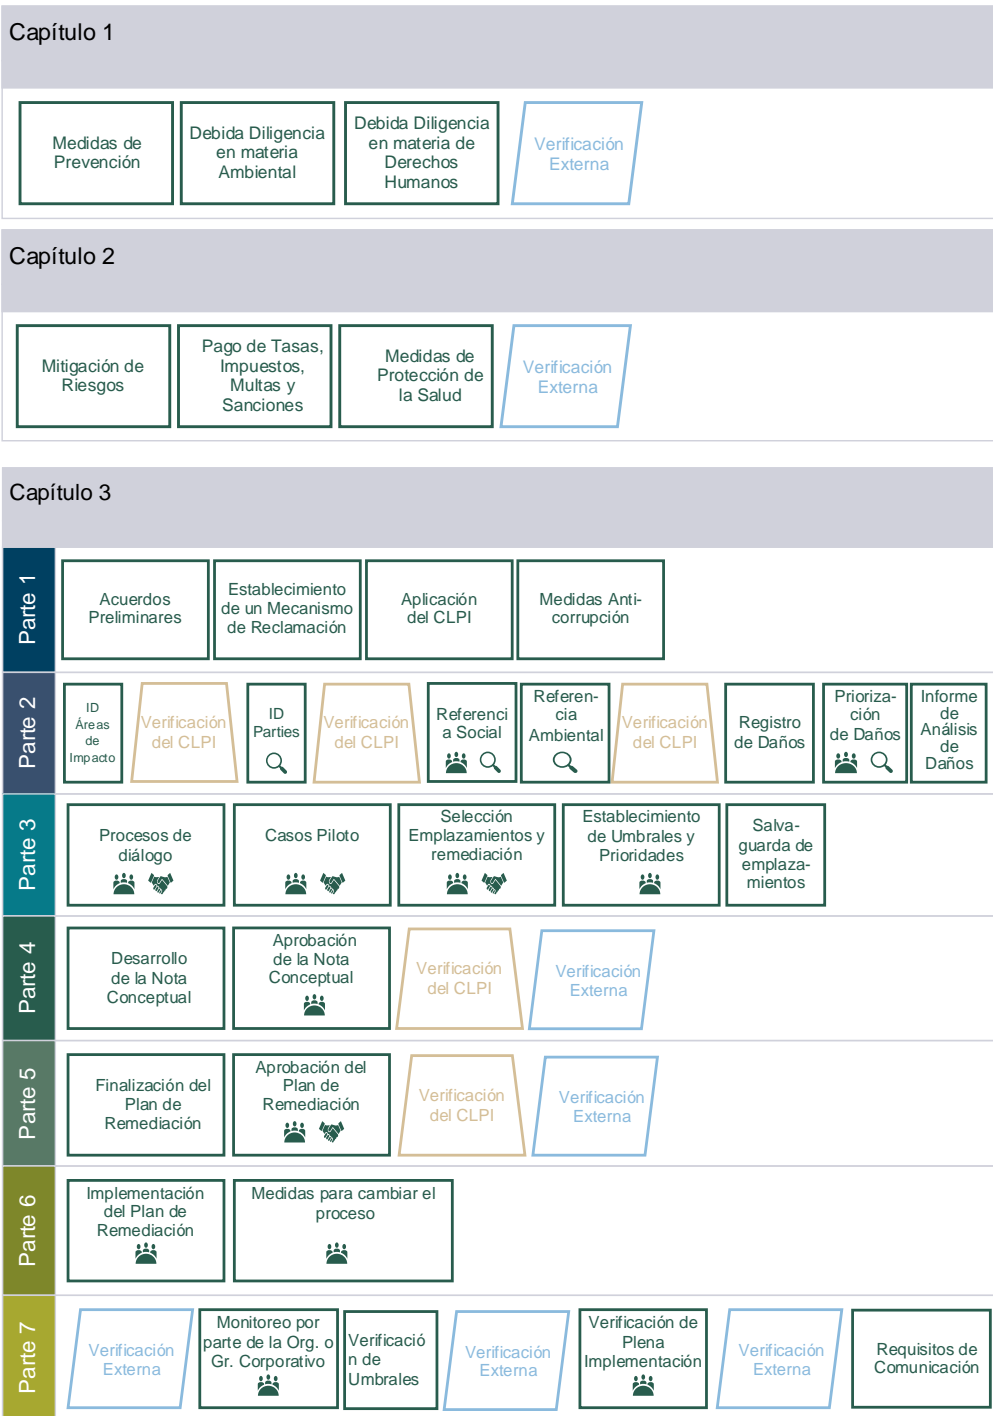 Capítulo 1
Medidas de
Prevención
Debida Diligencia
en materia
Ambiental
Debida Diligencia
en materia de
Derechos
Humanos
Verificación
Externa
Capítulo 2
Mitigación de
Riesgos
Pago de Tasas,
Impuestos,
Multas y
Sanciones
Medidas de
Protección de
la Salud
Verificación
Externa
Capítulo 3
Parte 1
Acuerdos
Preliminares
Establecimiento
de un Mecanismo
de Reclamación
Aplicación
del CLPI
Medidas Anti-
corrupción
Parte 2
ID
Áreas
de
Impacto
Verificación
del CLPI
ID
Parties
Verificación
del CLPI
Referenci
a Social
Referen-
cia
Ambiental
Verificación
del CLPI
Registro
de Daños
Prioriza-
ción
de Daños
Informe
de
Análisis
de
Daños
Parte 3
Procesos de
diálogo
Casos Piloto
Selección
Emplazamientos y
remediación
Establecimiento
de Umbrales y
Prioridades
Salva-
guarda de
emplaza-
mientos
Parte 4
Desarrollo
de la Nota
Conceptual
Aprobación
de la Nota
Conceptual
Verificación
del CLPI
Verificación
Externa
Parte 5
Finalización del
Plan de
Remediación
Aprobación del
Plan de
Remediación
Verificación
del CLPI
Verificación
Externa
Parte 6
Implementación
del Plan de
Remediación
Medidas para cambiar el
proceso
Parte 7
Verificación
Externa
Monitoreo por
parte de la Org. o
Gr. Corporativo
Verificació
n de
Umbrales
Verificación
Externa
Verificación de
Plena
Implementación
Verificación
Externa
Requisitos de
Comunicación